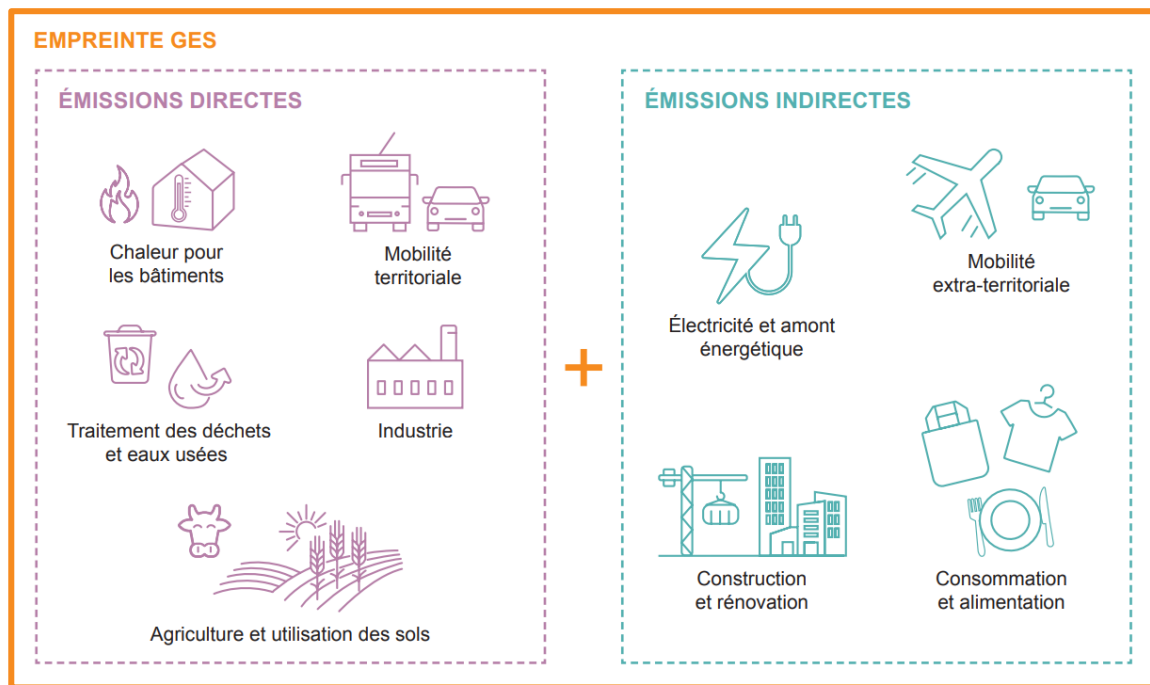 EMPREINTE GES
ÉMISSIONS DIRECTES
Chaleur pour
les bâtiments
Mobilité
territoriale
Traitement des déchets
et eaux usées
Industrie
Agriculture et utilisation des sols
+
ÉMISSIONS INDIRECTES
Électricité et amont
énergétique
Mobilité
extra-territoriale
Construction
et rénovation
Consommation
et alimentation